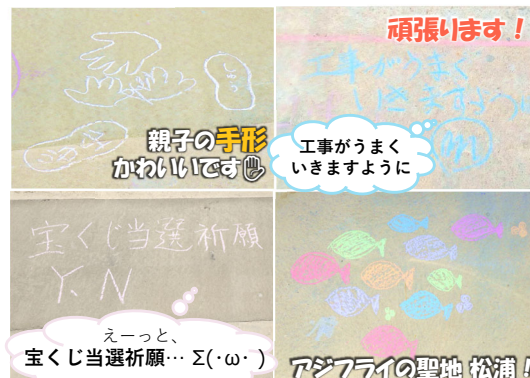 親子の手形
かわいいです
頑張ります！
工事がうまく
いきますように
工事がうまく
いきますように
宝くじ当選祈願
Y.N
えーっと、
宝くじ当選祈願… Σ(・ω・ )
アジフライの聖地 松浦！